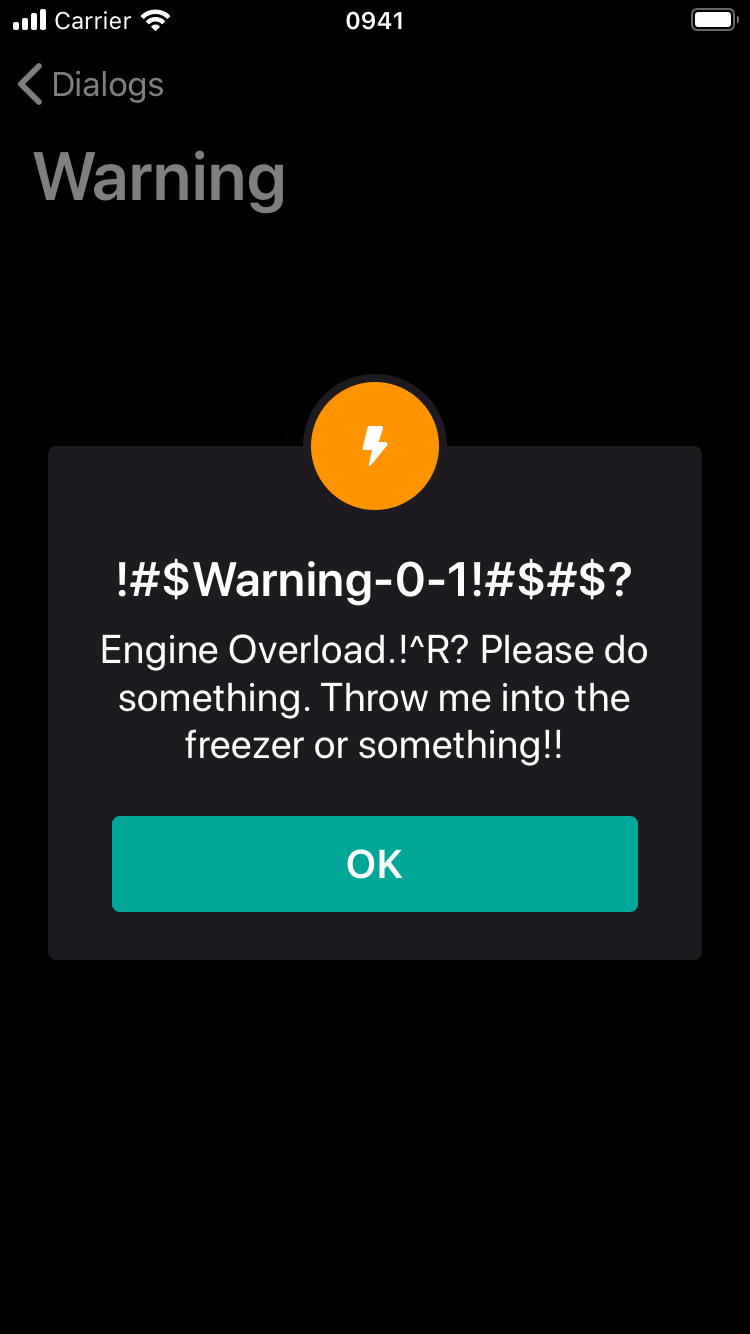 Carrier 0941
Dialogs
Warning
!#$Warning-0-1!#$#$?
Engine Overload.!^R? Please do
something. Throw me into the
freezer or something!!
OK